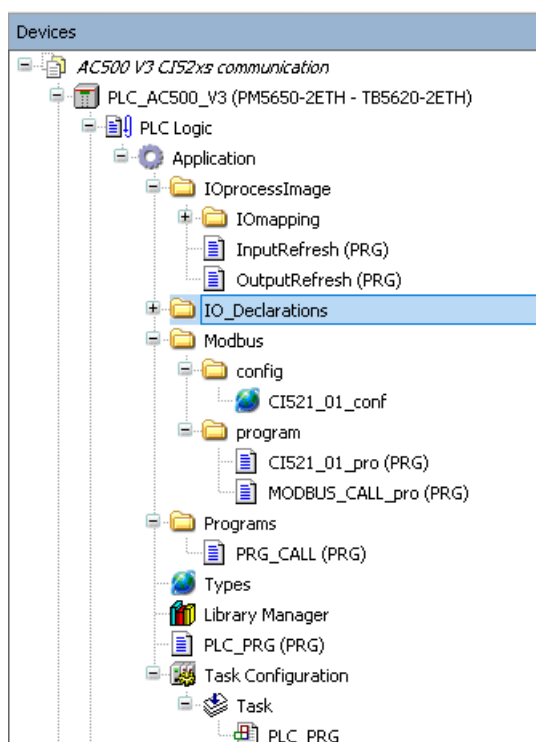 Devices
AC500 V3 CI52xs communication
PLC_AC500_V3 (PM5650-2ETH - TB5620-2ETH)
PLC Logic
Application
IOprocessImage
IOmapping
InputRefresh (PRG)
OutputRefresh (PRG)
IO_Declarations
Modbus
config
CI521_01_conf
program
CI521_01_pro (PRG)
MODBUS_CALL_pro (PRG)
Programs
PRG_CALL (PRG)
Types
Library Manager
PLC_PRG (PRG)
Task Configuration
Task
PLC_PRG